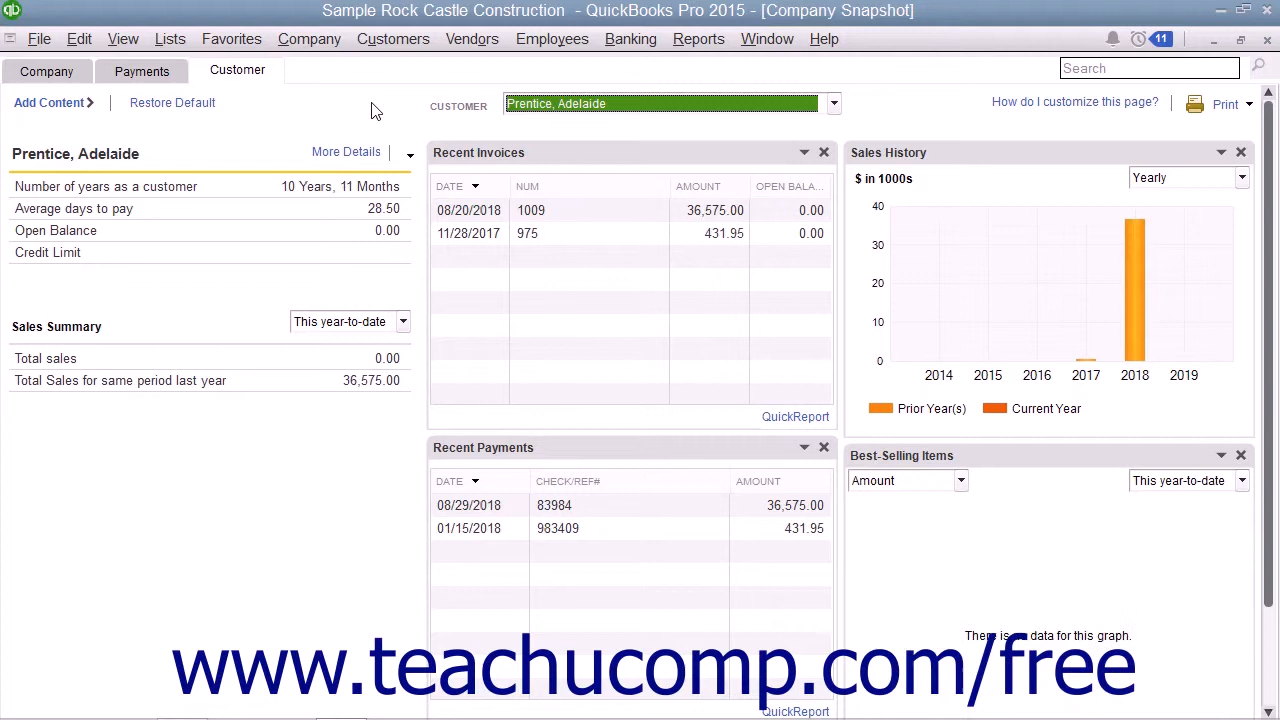 Sample Rock Castle Construction - QuickBooks Pro 2015 - [Company Snapshot]
File Edit View Lists Favorites Company Customers Vendors Employees Banking Reports Window Help 11
Company Payments Customer Search
Add Content Restore Default CUSTOMER Prentice, Adelaide How do I customize this page? Print
Prentice, Adelaide More Details
Number of years as a customer 10 Years, 11 Months
Average days to pay 28.50
Open Balance 0.00
Credit Limit
Sales Summary This year-to-date
Total sales 0.00
Total Sales for same period last year 36,575.00
Recent Invoices
DATE NUM AMOUNT OPEN BALA...
08/20/2018 1009 36,575.00 0.00
11/28/2017 975 431.95 0.00
QuickReport
Recent Payments
DATE CHECK/REF# AMOUNT
08/29/2018 83984 36,575.00
01/15/2018 983409 431.95
QuickReport
Sales History
$ in 1000s Yearly
40
30
20
10
0
2014 2015 2016 2017 2018 2019
Prior Year(s) Current Year
Best-Selling Items
Amount This year-to-date
There is data for this graph.
www.teachucomp.com/free